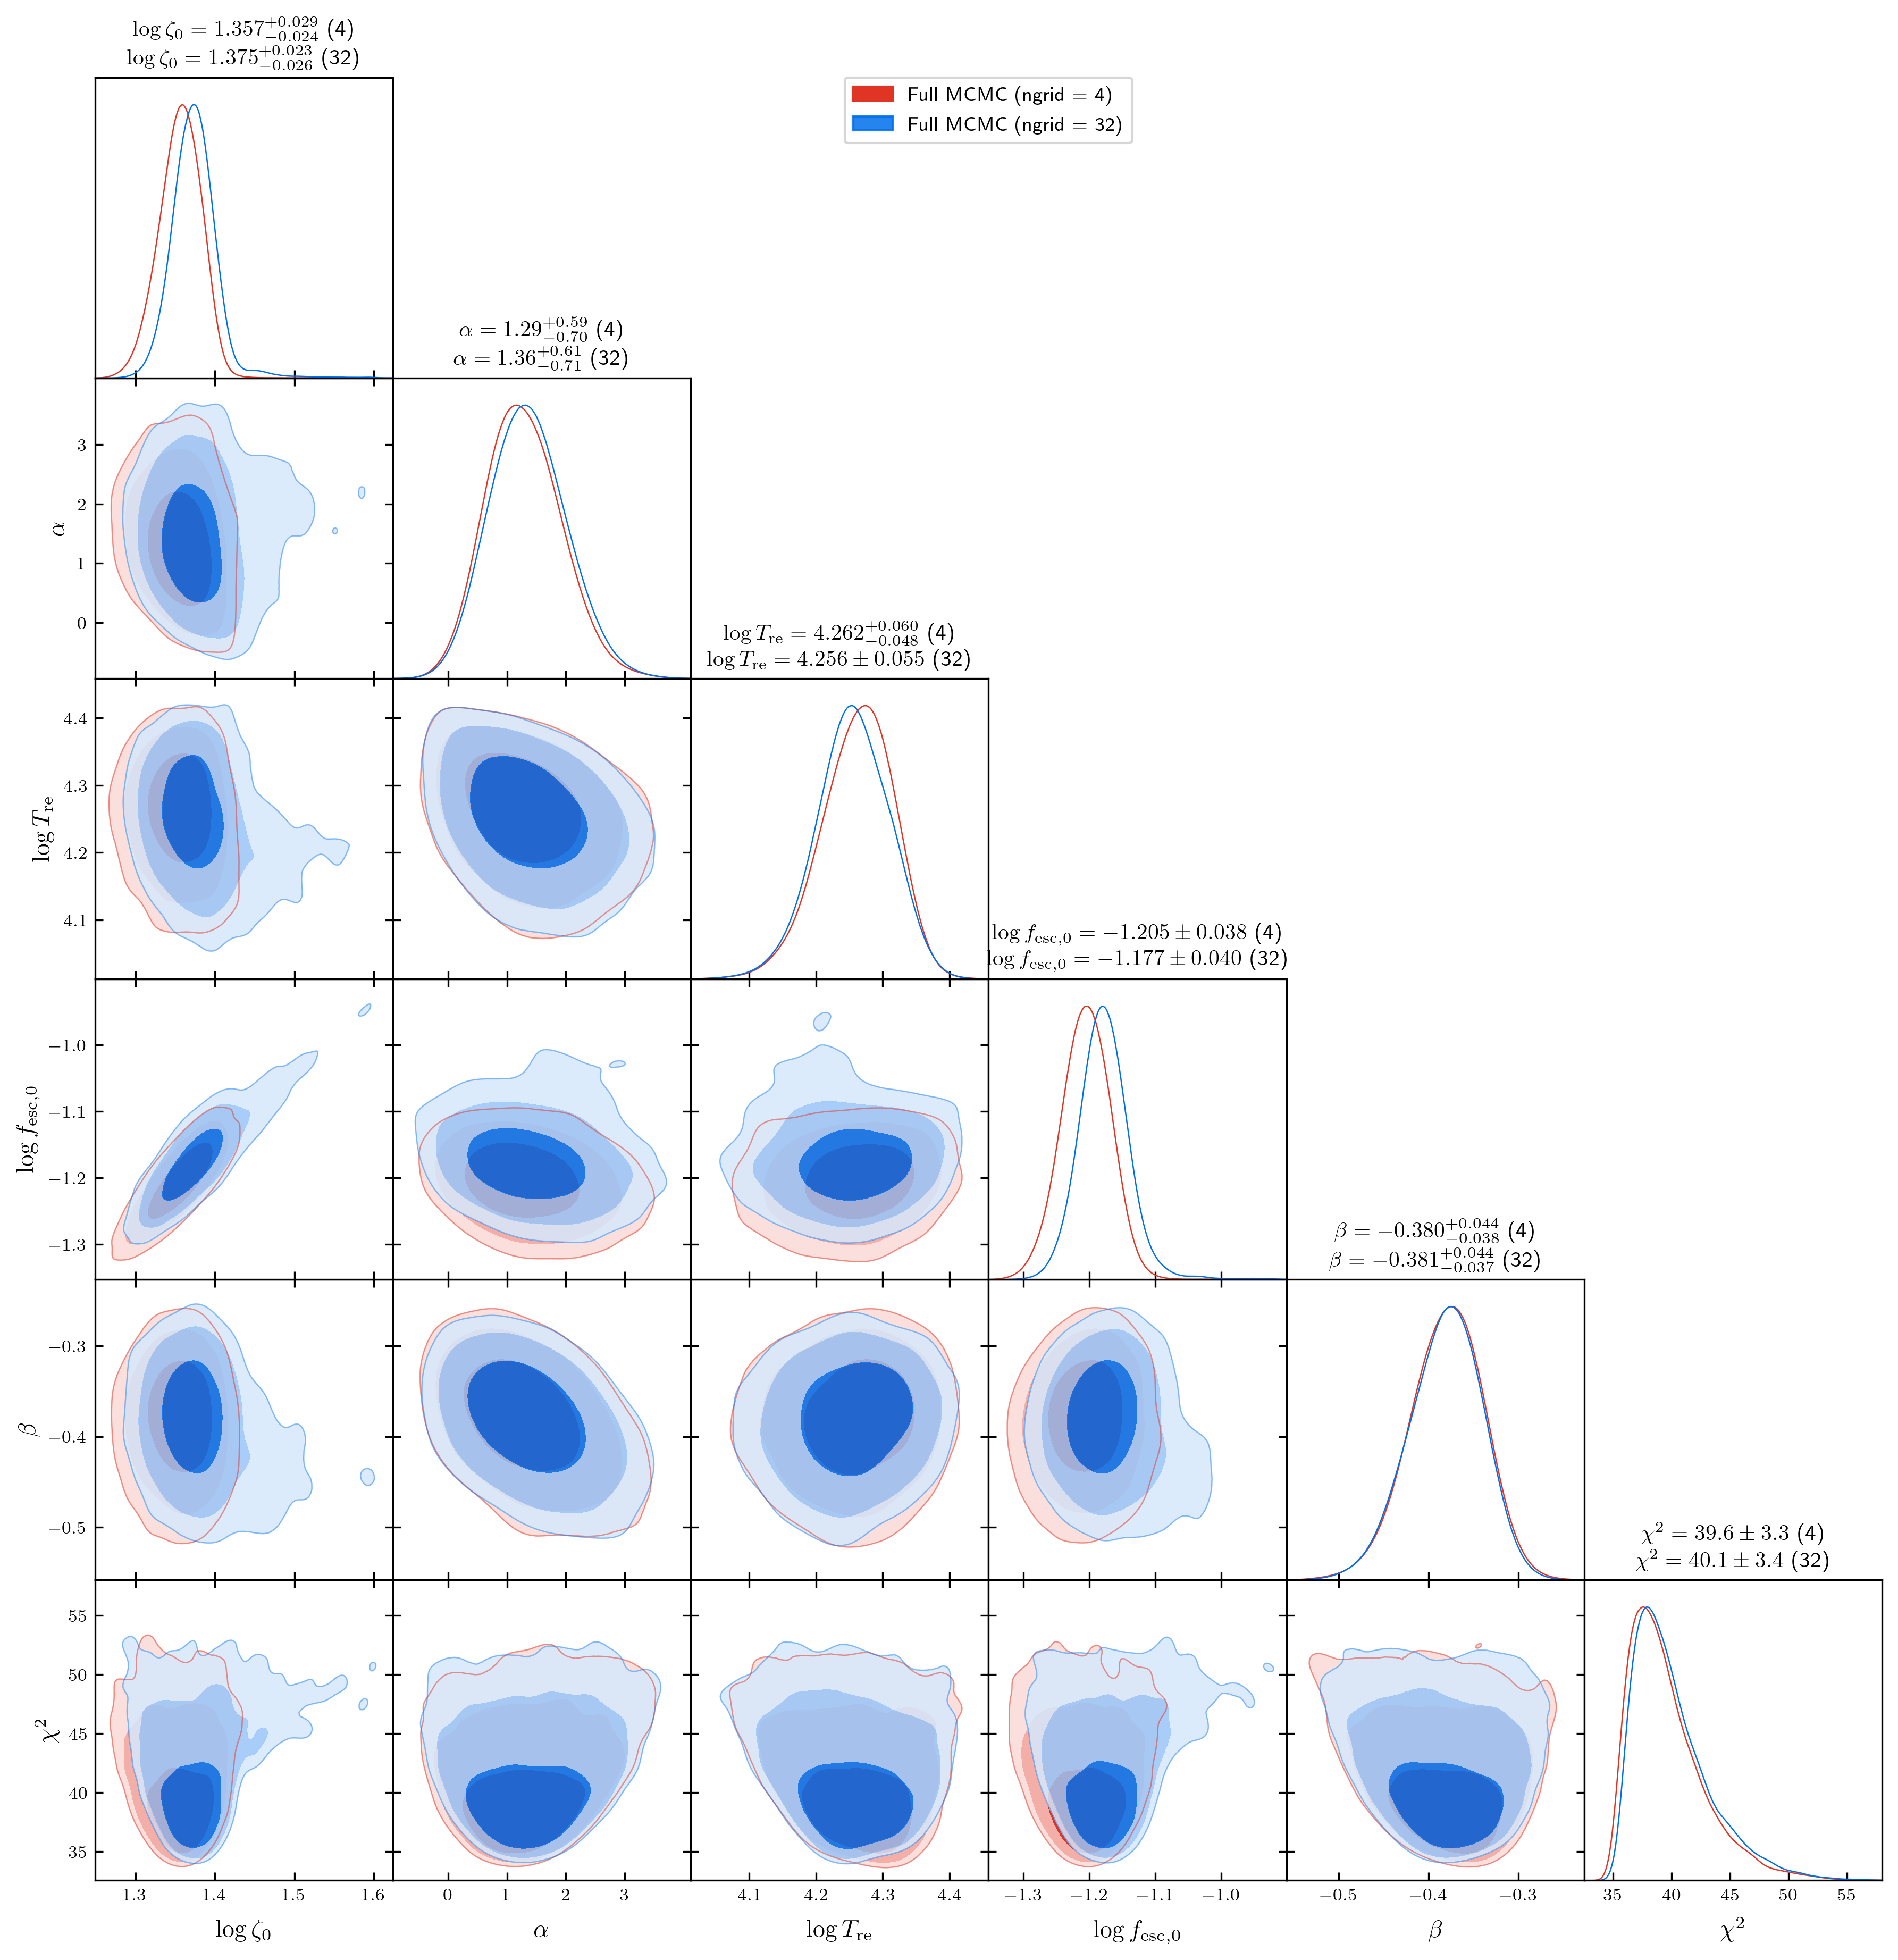 log ζ₀ = 1.357^{+0.029}_{−0.024} (4)
log ζ₀ = 1.375^{+0.023}_{−0.026} (32)
Full MCMC (ngrid = 4)
Full MCMC (ngrid = 32)
α = 1.29^{+0.59}_{−0.70} (4)
α = 1.36^{+0.61}_{−0.71} (32)
α
3
2
1
0
log T_re = 4.262^{+0.060}_{−0.048} (4)
log T_re = 4.256 ± 0.055 (32)
log T_re
4.4
4.3
4.2
4.1
log f_esc,0 = −1.205 ± 0.038 (4)
log f_esc,0 = −1.177 ± 0.040 (32)
log f_esc,0
−1.0
−1.1
−1.2
−1.3
β = −0.380^{+0.044}_{−0.038} (4)
β = −0.381^{+0.044}_{−0.037} (32)
β
−0.3
−0.4
−0.5
χ² = 39.6 ± 3.3 (4)
χ² = 40.1 ± 3.4 (32)
χ²
55
50
45
40
35
1.3 1.4 1.5 1.6 0 1 2 3 4.1 4.2 4.3 4.4 −1.3 −1.2 −1.1 −1.0 −0.5 −0.4 −0.3 35 40 45 50 55
log ζ₀ α log T_re log f_esc,0 β χ²